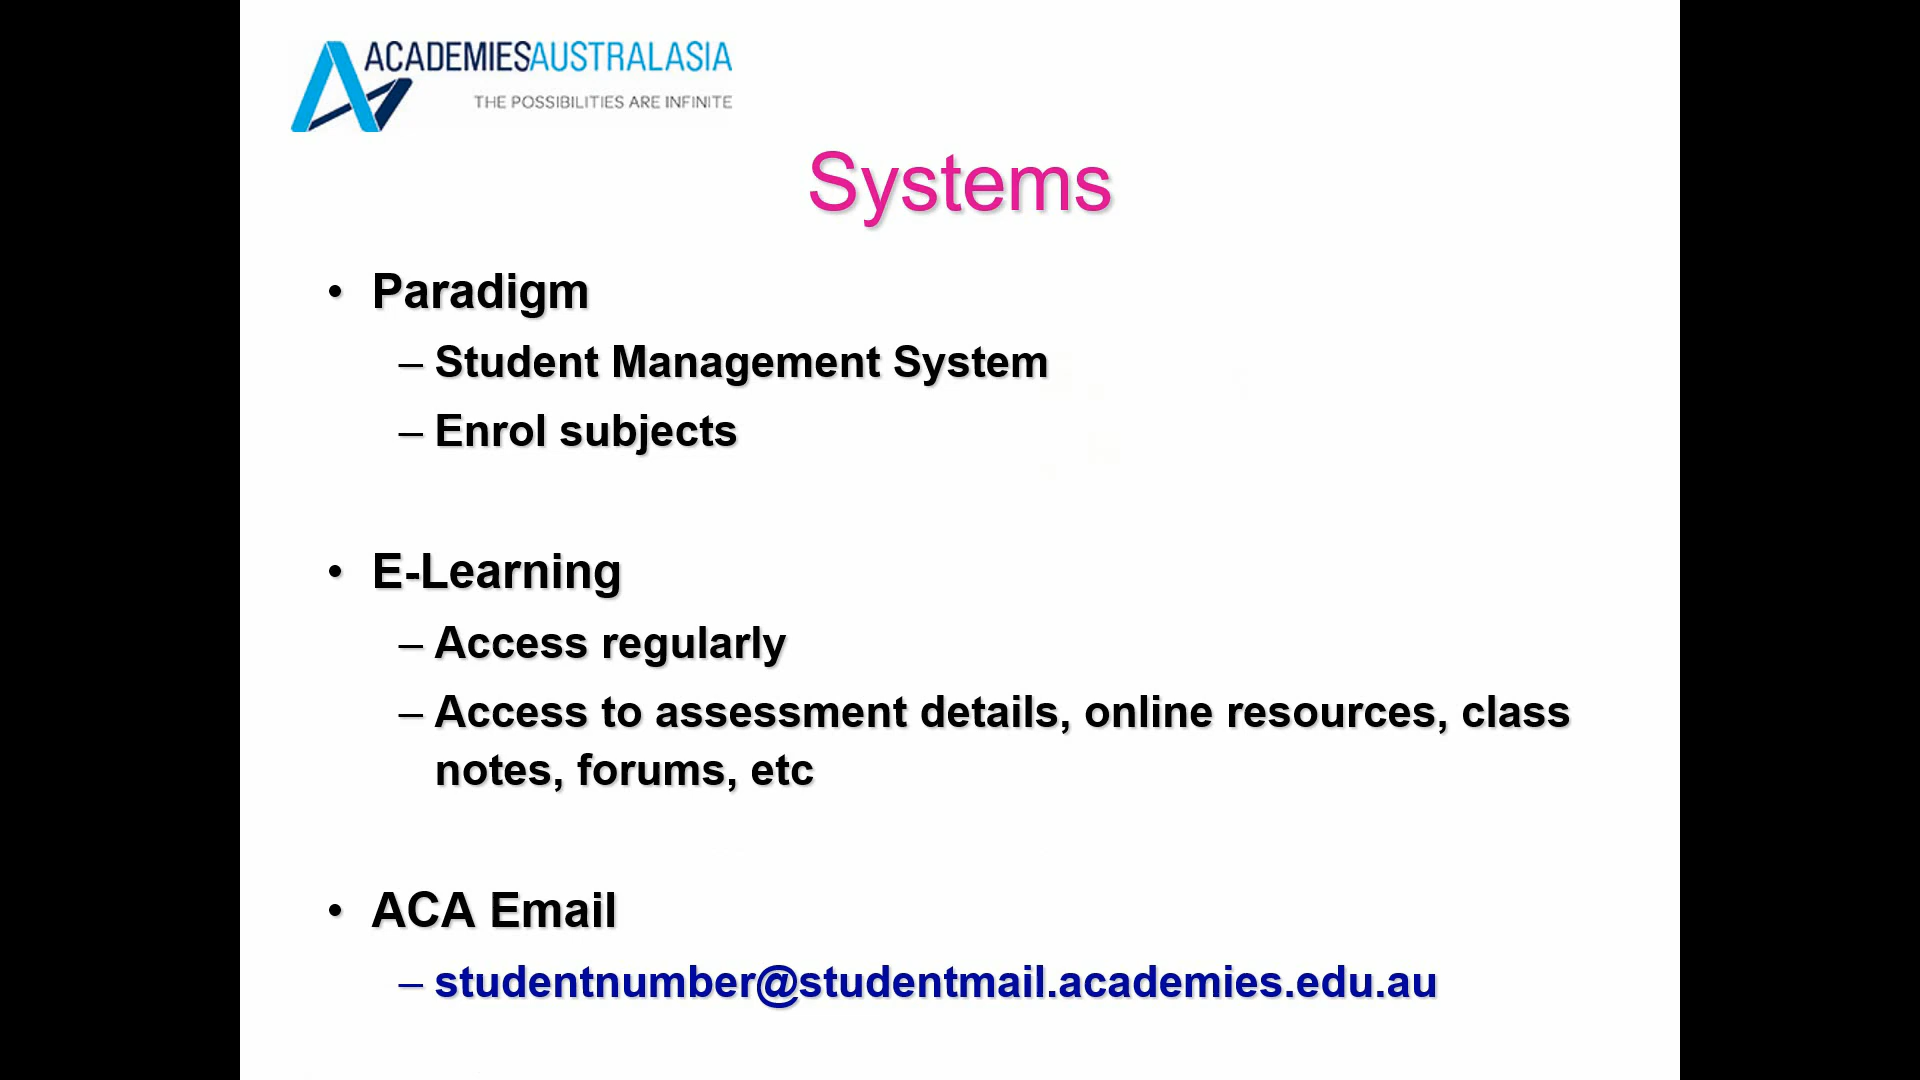 ACADEMIESAUSTRALASIA
THE POSSIBILITIES ARE INFINITE
Systems
• Paradigm
– Student Management System
– Enrol subjects
• E-Learning
– Access regularly
– Access to assessment details, online resources, class
notes, forums, etc
• ACA Email
– studentnumber@studentmail.academies.edu.au